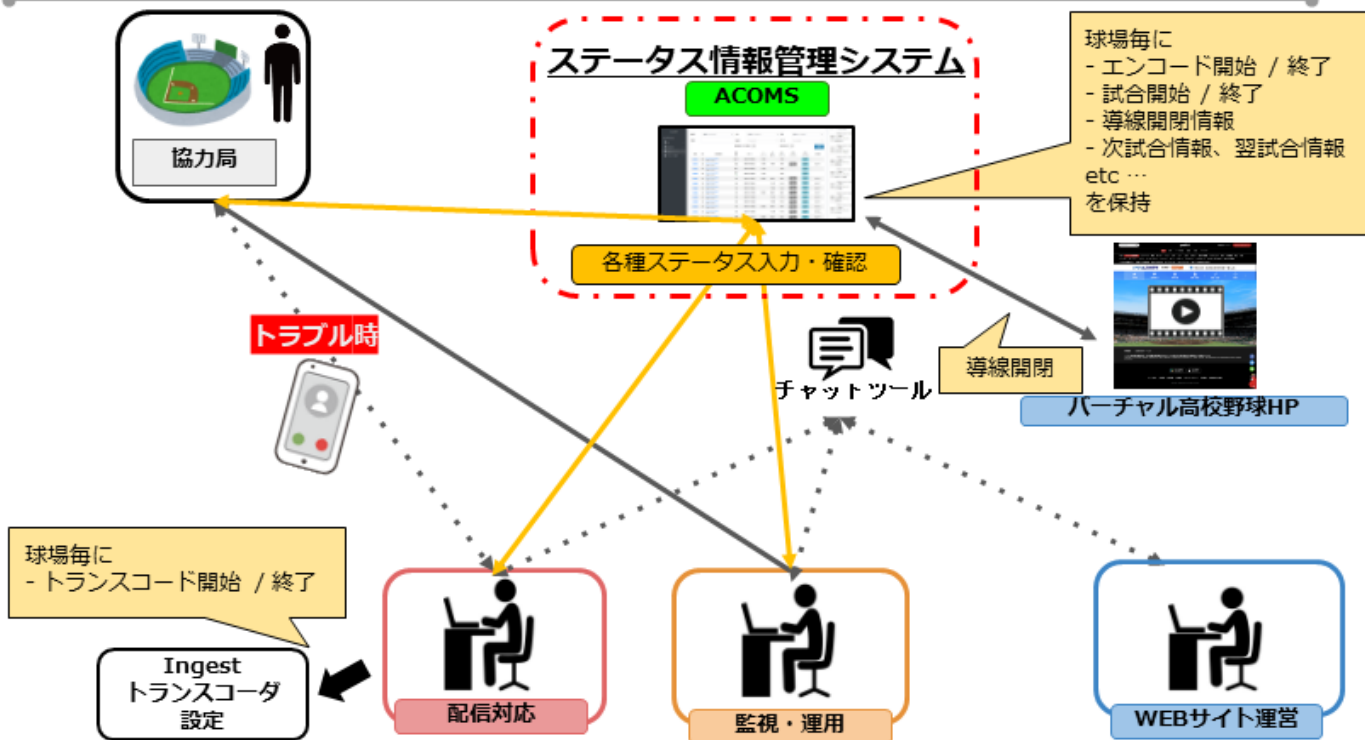 ステータス情報管理システム
ACOMS
協力局
各種ステータス入力・確認
球場毎に
- エンコード開始 / 終了
- 試合開始 / 終了
- 導線開閉情報
- 次試合情報、翌試合情報
etc …
を保持
トラブル時
チャットツール
導線開閉
バーチャル高校野球HP
球場毎に
- トランスコード開始 / 終了
Ingest
トランスコーダ
設定
配信対応
監視・運用
WEBサイト運営